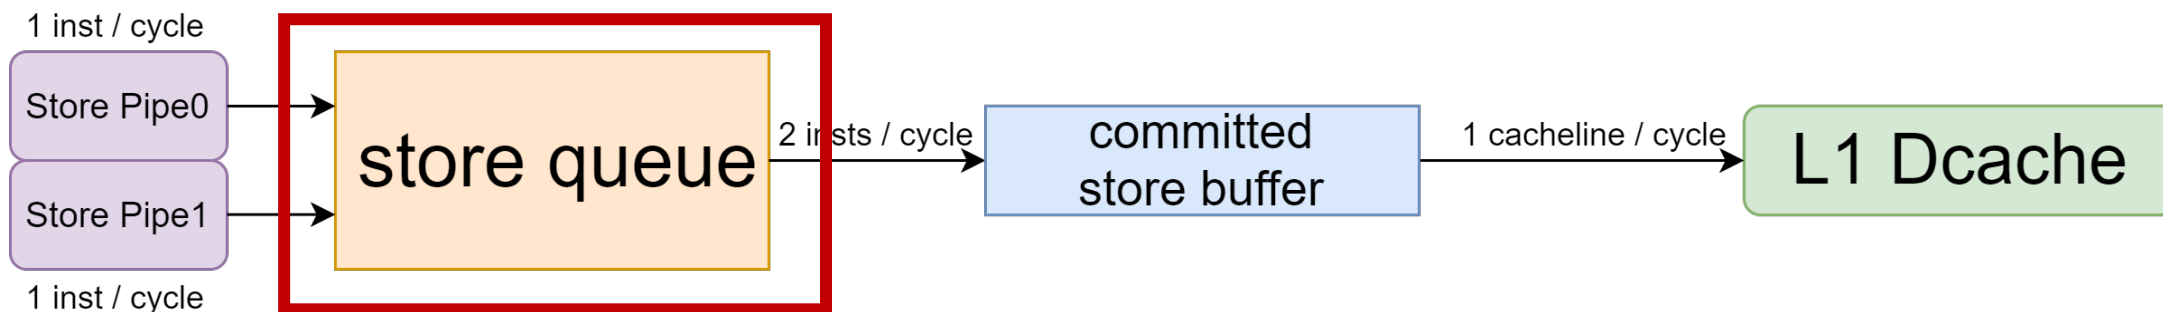 1 inst / cycle
Store Pipe0
Store Pipe1
1 inst / cycle
store queue
2 insts / cycle
committed
store buffer
1 cacheline / cycle
L1 Dcache